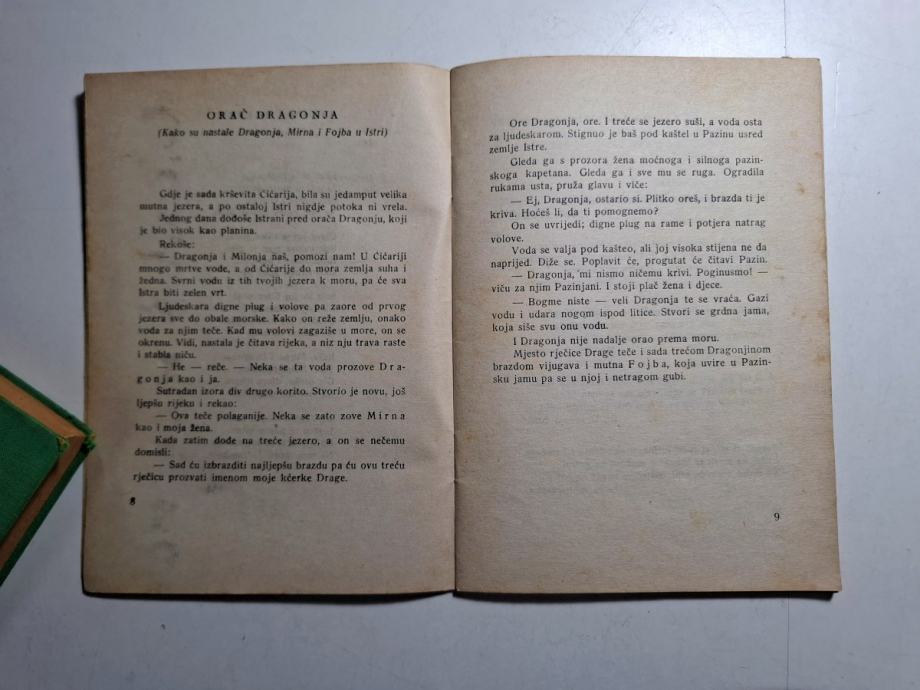 ORAČ DRAGONJA
(Kako su nastale Dragonja, Mirna i Fojba u Istri)
Gdje je sada krševita Ćićarija, bila su jedamput velika
mutna jezera, a po ostaloj Istri nigdje potoka ni vrela.
Jednog dana dođoše Istrani pred orača Dragonju, koji
je bio visok kao planina.
Rekoše:
— Dragonja i Milonja naš, pomozi nam! U Ćićariji
mnogo mrtve vode, a od Ćićarije do mora zemlja suha i
žedna. Svrni vodu iz tih tvojih jezera k moru, pa će sva
Istra biti zelen vrt.
Ljudeskara digne plug i volove pa zaore od prvog
jezera sve do obale morske. Kako on reže zemlju, onako
voda za njim teče. Kad mu volovi zagaziše u more, on se
okrenu. Vidi, nastala je čitava rijeka, a niz nju trava raste
i stabla niču.
— He — reče. — Neka se ta voda prozove Dra-
gonja kao i ja.
Sutradan izora div drugo korito. Stvorio je novu, još
ljepšu rijeku i rekao:
— Ova teče polaganije. Neka se zato zove Mirna
kao i moja žena.
Kada zatim dođe na treće jezero, a on se nečemu
domisli:
— Sad ću izbrazditi najljepšu brazdu pa ću ovu treću
rječicu prozvati imenom moje kćerke Drage.
8
Ore Dragonja, ore. I treće se jezero suši, a voda osta
za ljudeskarom. Stignuo je baš pod kaštel u Pazinu usred
zemlje Istre.
Gleda ga s prozora žena moćnoga i silnoga pazin-
skoga kapetana. Gleda ga i sve mu se ruga. Ogradila
rukama usta, pruža glavu i viče:
— Ej, Dragonja, ostario si. Plitko oreš, i brazda ti je
kriva. Hoćeš li, da ti pomognemo?
On se uvrijedi; digne plug na rame i potjera natrag
volove.
Voda se valja pod kašteo, ali joj visoka stijena ne da
naprijed. Diže se. Poplavit će, progutat će čitavi Pazin.
— Dragonja, mi nismo ničemu krivi. Poginusmo! —
viču za njim Pazinjani. I stoji plač žena i djece.
— Bogme niste — veli Dragonja te se vraća. Gazi
vodu i udara nogom ispod litice. Stvori se grdna jama,
koja siše svu onu vodu.
I Dragonja nije nadalje orao prema moru.
Mjesto rječice Drage teče i sada trećom Dragonjinom
brazdom vijugava i mutna Fojba, koja uvire u Pazin-
sku jamu pa se u njoj i netragom gubi.
9